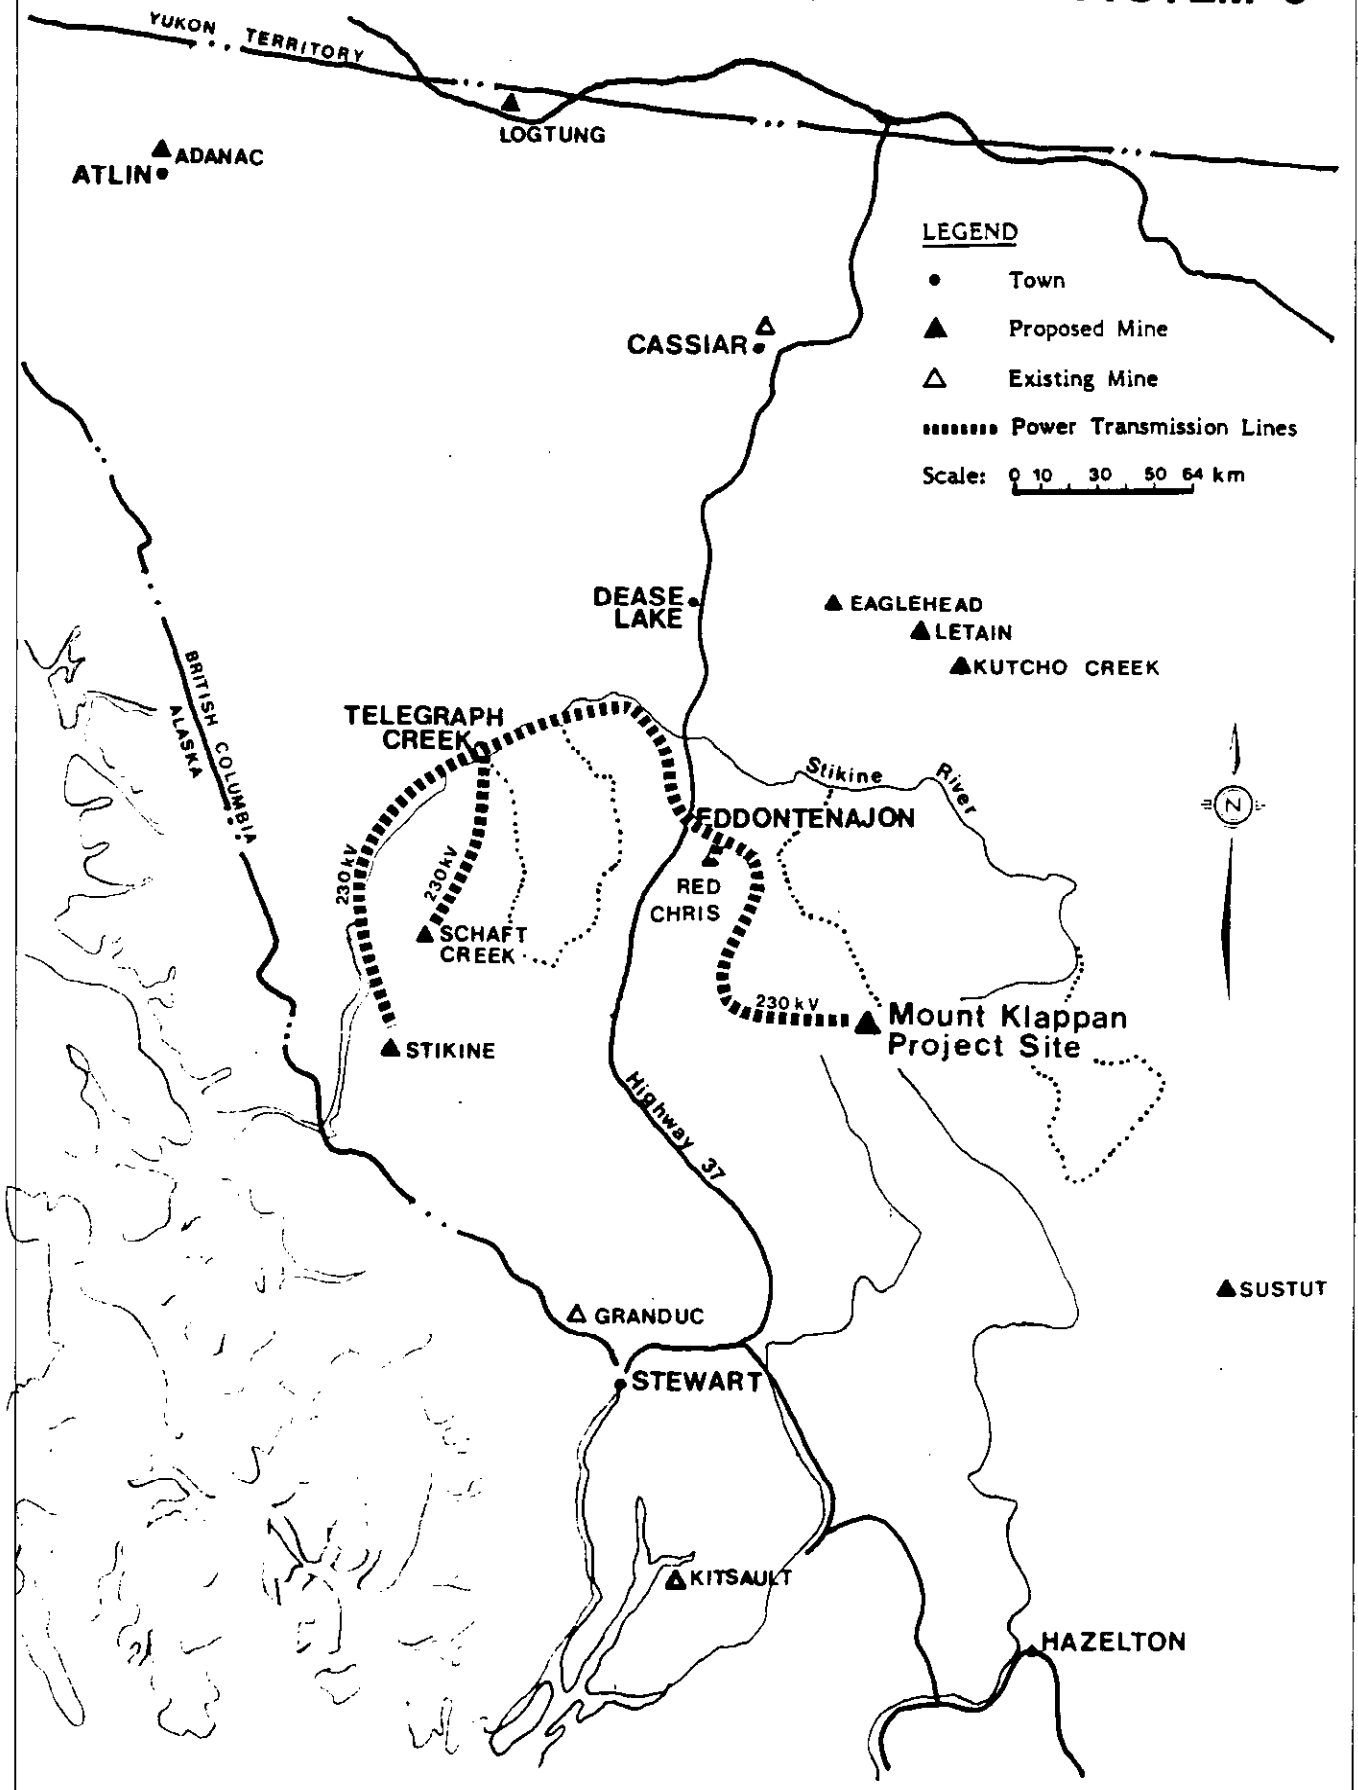 YUKON TERRITORY
LOGTUNG
ADANAC
ATLIN
LEGEND
Town
Proposed Mine
Existing Mine
Power Transmission Lines
Scale: 0 10 30 50 64 km
CASSIAR
DEASE
LAKE
EAGLEHEAD
LETAIN
KUTCHO CREEK
BRITISH COLUMBIA
ALASKA
TELEGRAPH
CREEK
Stikine River
N
EDDONTENAJON
230 kV
230 kV
RED
CHRIS
SCHAFT
CREEK
230 kV
Mount Klappan
Project Site
STIKINE
Highway 37
SUSTUT
GRANDUC
STEWART
KITSAULT
HAZELTON